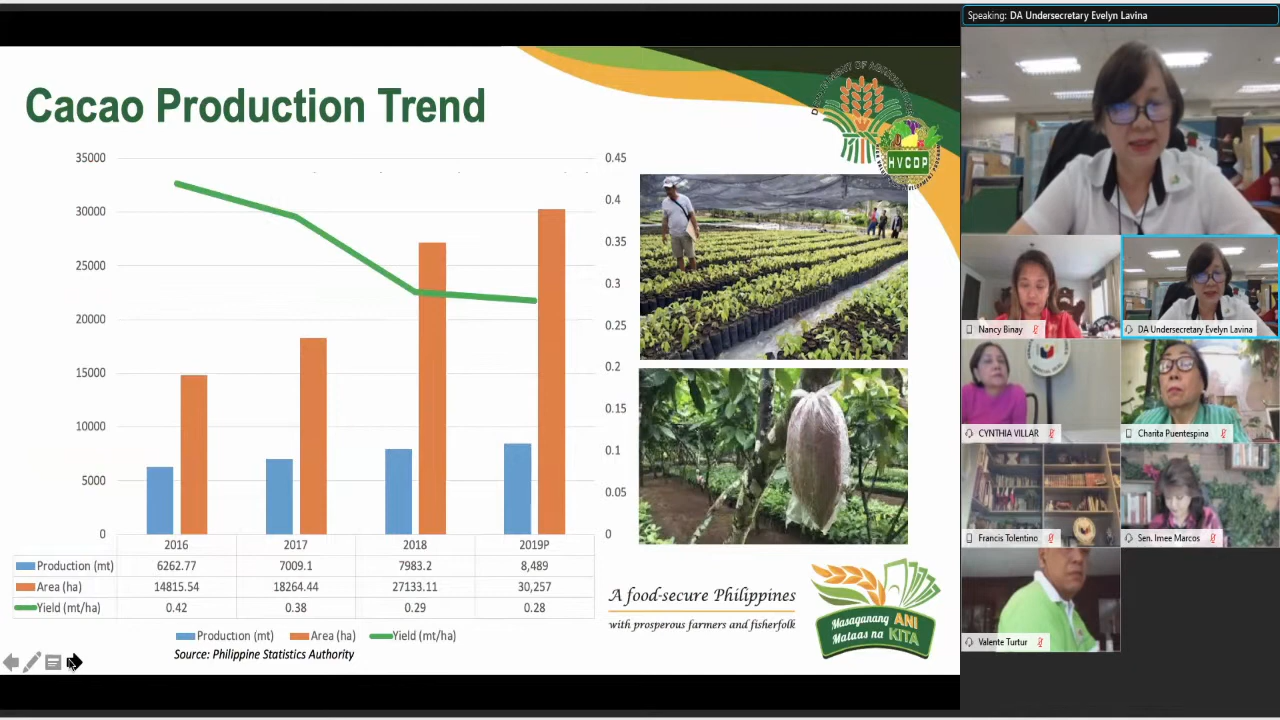 Speaking: DA Undersecretary Evelyn Lavina
Cacao Production Trend
DEPARTMENT OF AGRICULTURE
HVCDP
35000
30000
25000
20000
15000
10000
5000
0
0.45
0.4
0.35
0.3
0.25
0.2
0.15
0.1
0.05
0
2016 2017 2018 2019P
Production (mt) 6262.77 7009.1 7983.2 8,489
Area (ha) 14815.54 18264.44 27133.11 30,257
Yield (mt/ha) 0.42 0.38 0.29 0.28
Production (mt) Area (ha) Yield (mt/ha)
Source: Philippine Statistics Authority
A food-secure Philippines
with prosperous farmers and fisherfolk
Masaganang ANI
Mataas na KITA
Nancy Binay
DA Undersecretary Evelyn Lavina
CYNTHIA VILLAR
Charita Puentespina
Francis Tolentino
Sen. Imee Marcos
Valente Turtur